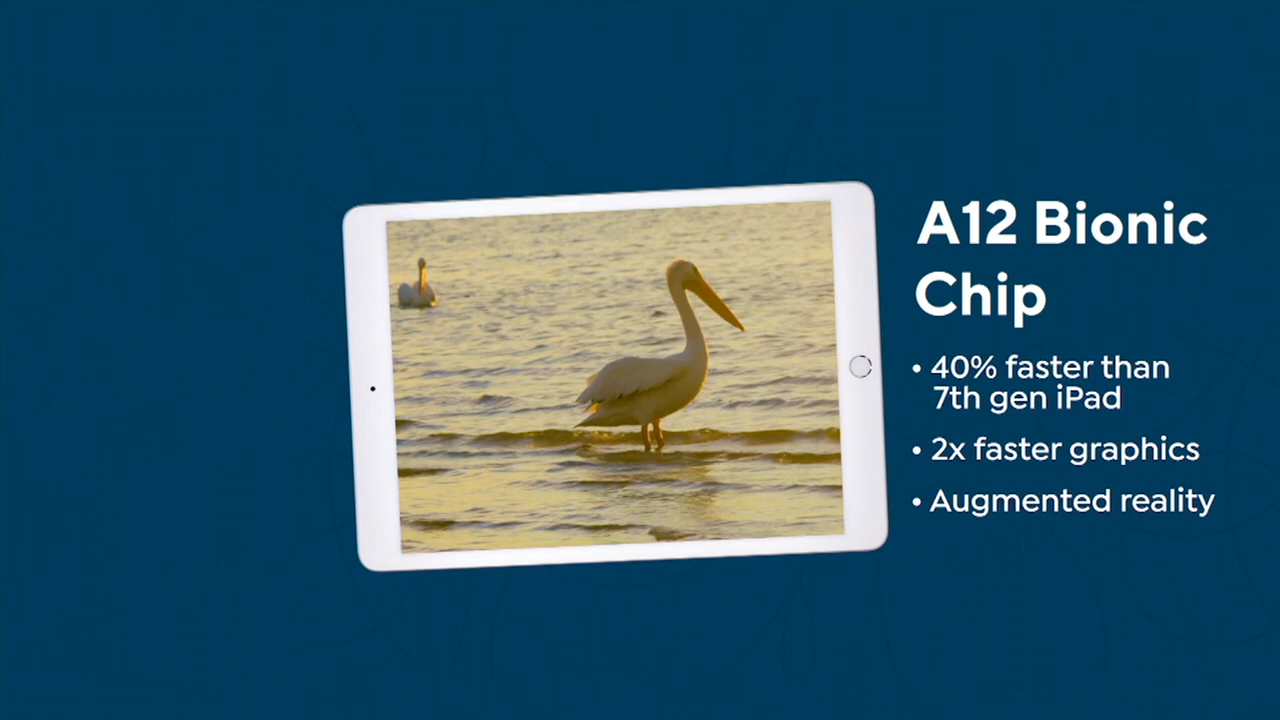 A12 Bionic
Chip
• 40% faster than
7th gen iPad
• 2x faster graphics
• Augmented reality